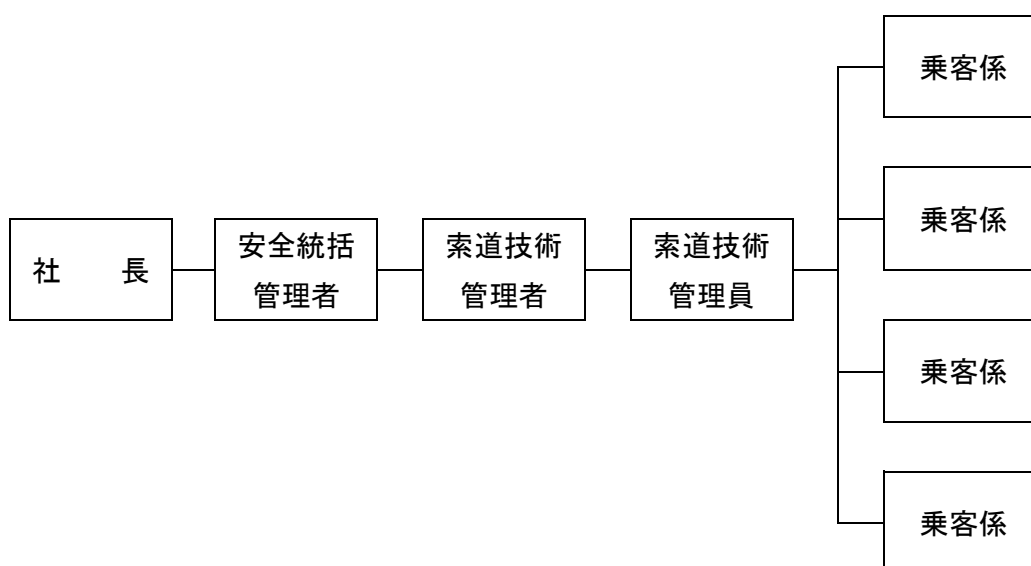 社　　長
安全統括
管理者
索道技術
管理者
索道技術
管理員
乗客係
乗客係
乗客係
乗客係